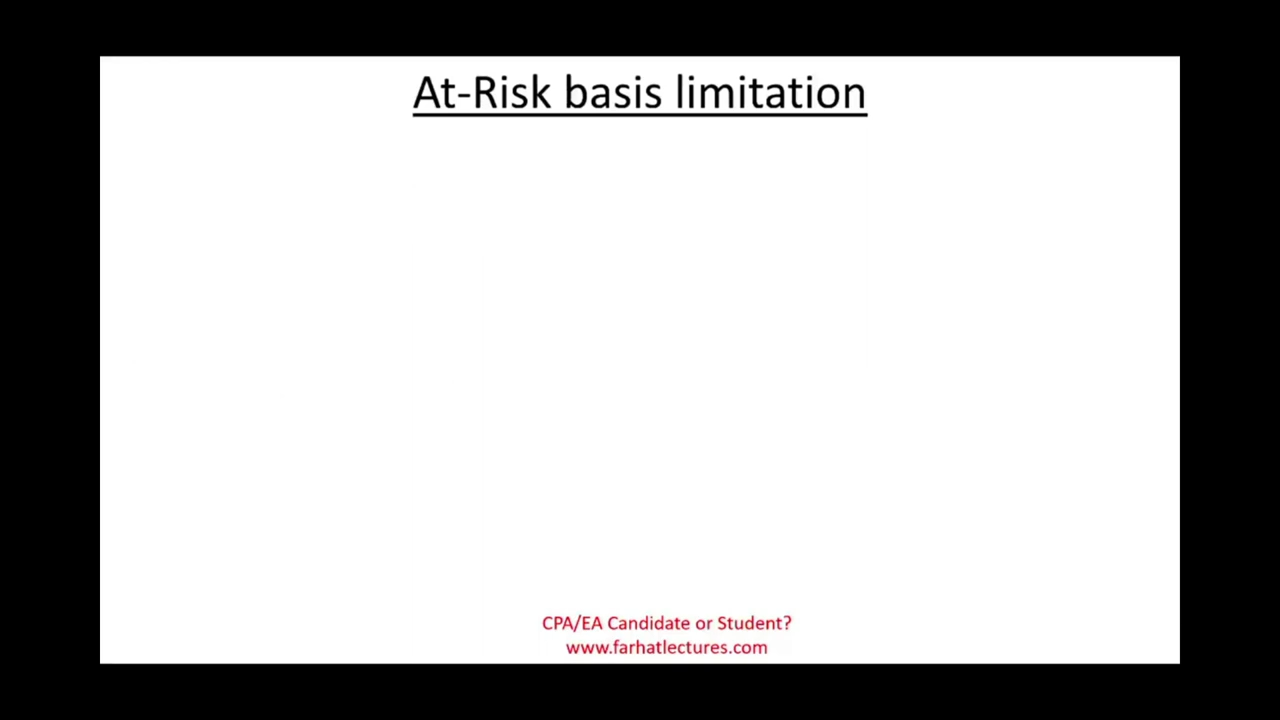 At-Risk basis limitation
CPA/EA Candidate or Student?
www.farhatlectures.com